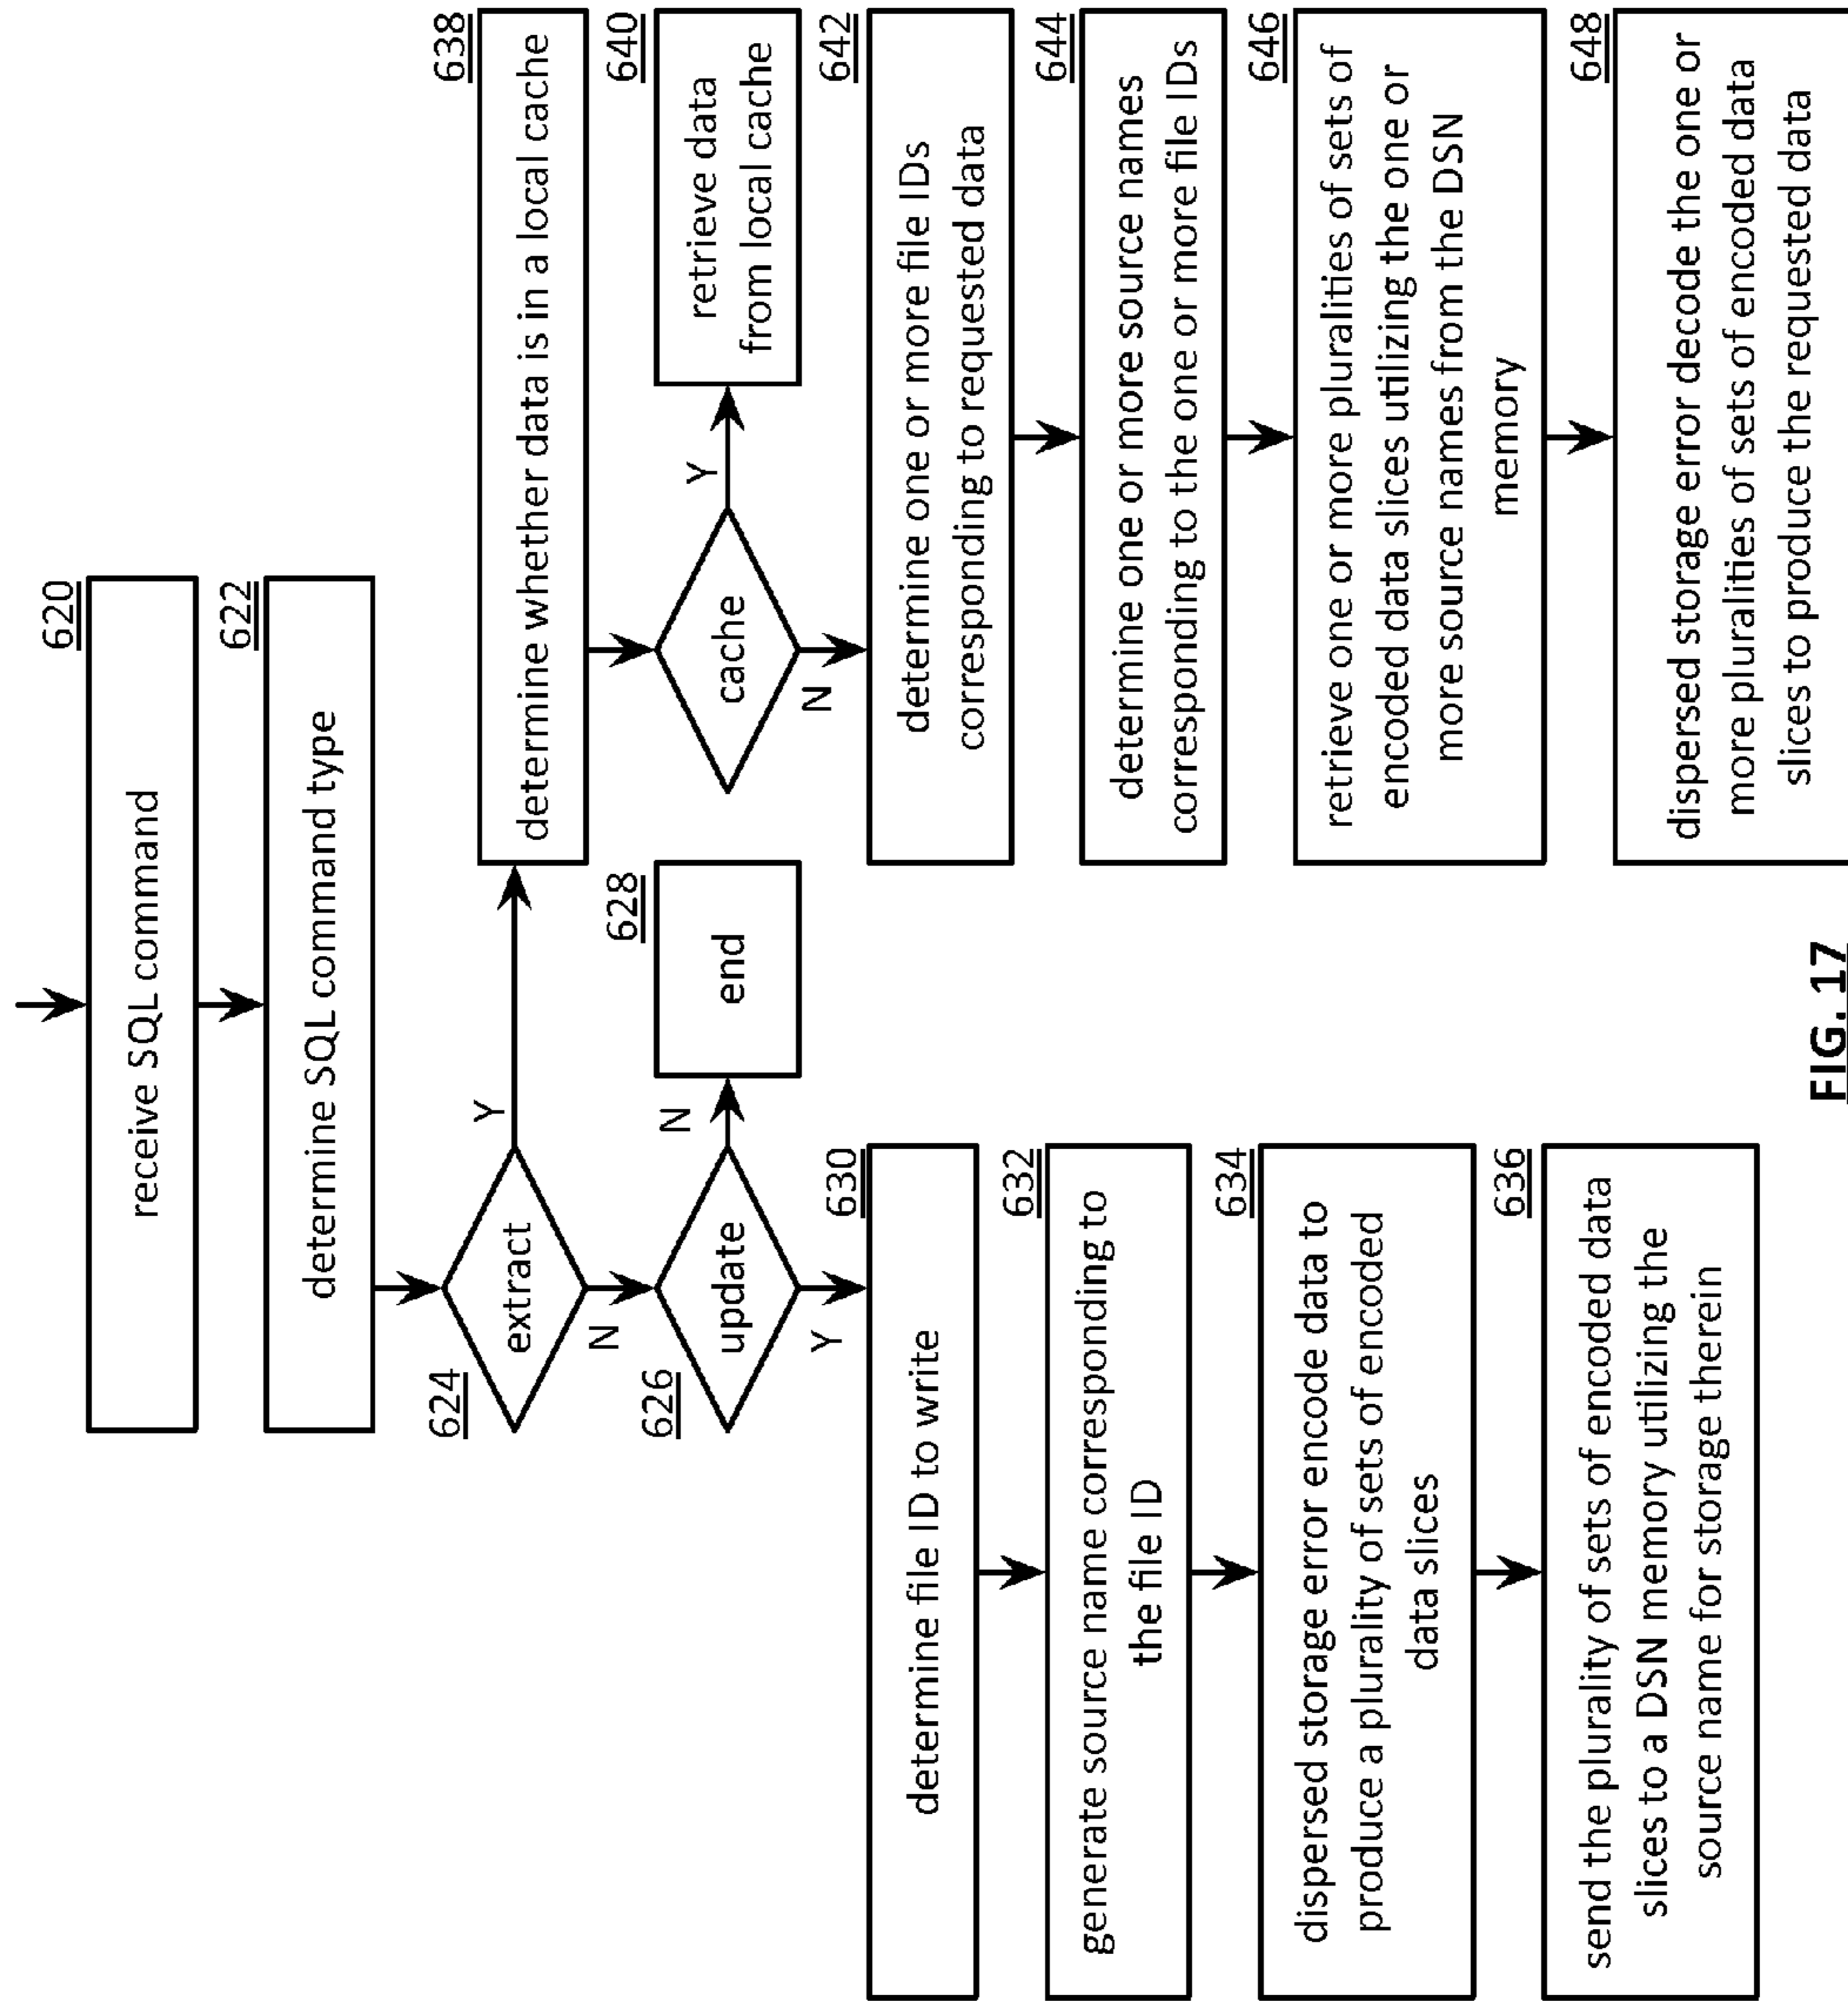 620
receive SQL command
622
determine SQL command type
624
extract
Y
N
626
update
N
Y
628
end
630
determine file ID to write
632
generate source name corresponding to
the file ID
634
dispersed storage error encode data to
produce a plurality of sets of encoded
data slices
636
send the plurality of sets of encoded data
slices to a DSN memory utilizing the
source name for storage therein
638
determine whether data is in a local cache
cache
Y
N
640
retrieve data
from local cache
642
determine one or more file IDs
corresponding to requested data
644
determine one or more source names
corresponding to the one or more file IDs
646
retrieve one or more pluralities of sets of
encoded data slices utilizing the one or
more source names from the DSN
memory
648
dispersed storage error decode the one or
more pluralities of sets of encoded data
slices to produce the requested data
FIG. 17